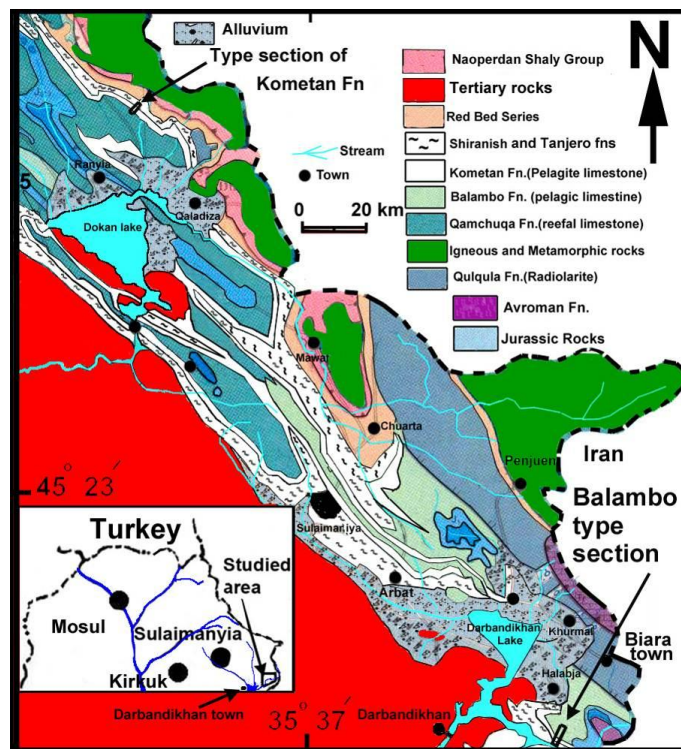 Alluvium
Type section of
Kometan Fn
Naoperdan Shaly Group
Tertiary rocks
Red Bed Series
Shiranish and Tanjero fns
Kometan Fn.(Pelagite limestone)
Balambo Fn.(pelagic limestine)
Qamchuqa Fn.(reefal limestone)
Igneous and Metamorphic rocks
Qulqula Fn.(Radiolarite)
Avroman Fn.
Jurassic Rocks
N
Stream
Town
0 20 km
Ranyia
5
Qaladiza
Dokan lake
Mawat
Chuarta
Penjuen
Iran
45° 23′
Balambo
type
section
Sulaimaniya
Arbat
Darbandikhan
Lake
Khurmal
Biara
town
Halabja
Darbandikhan
35° 37′
Turkey
Studied
area
Mosul
Sulaimanyia
Kirkuk
Darbandikhan town